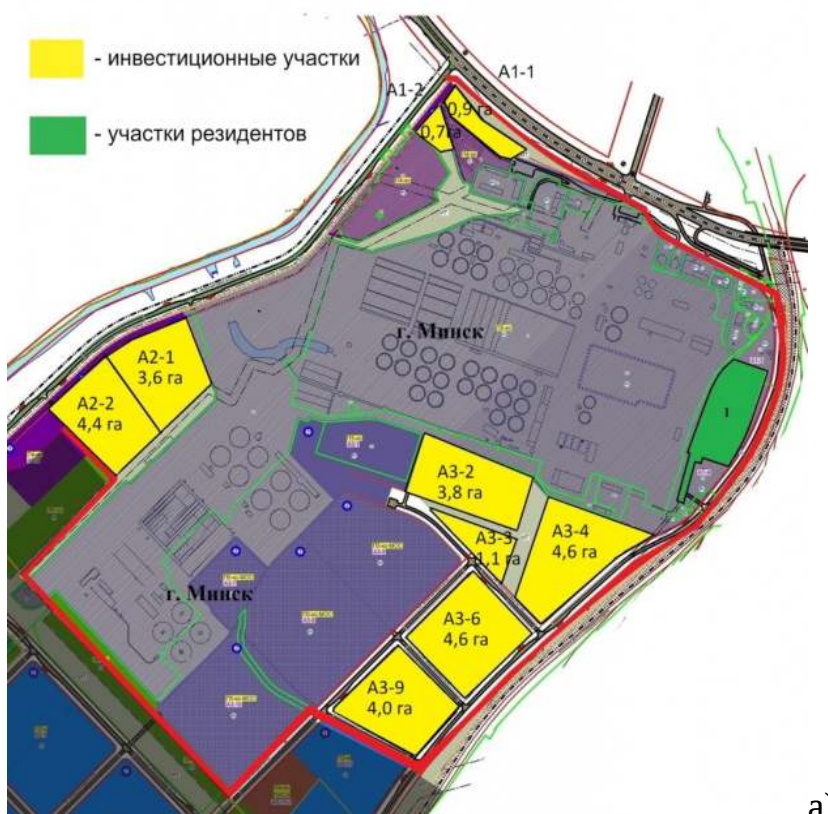 - инвестиционные участки
- участки резидентов
А1-1
А1-2
0,9 га
0,7га
г. Минск
А2-1
3,6 га
А2-2
4,4 га
1
А3-2
3,8 га
А3-3
1,1 га
А3-4
4,6 га
г. Минск
А3-6
4,6 га
А3-9
4,0 га
а)